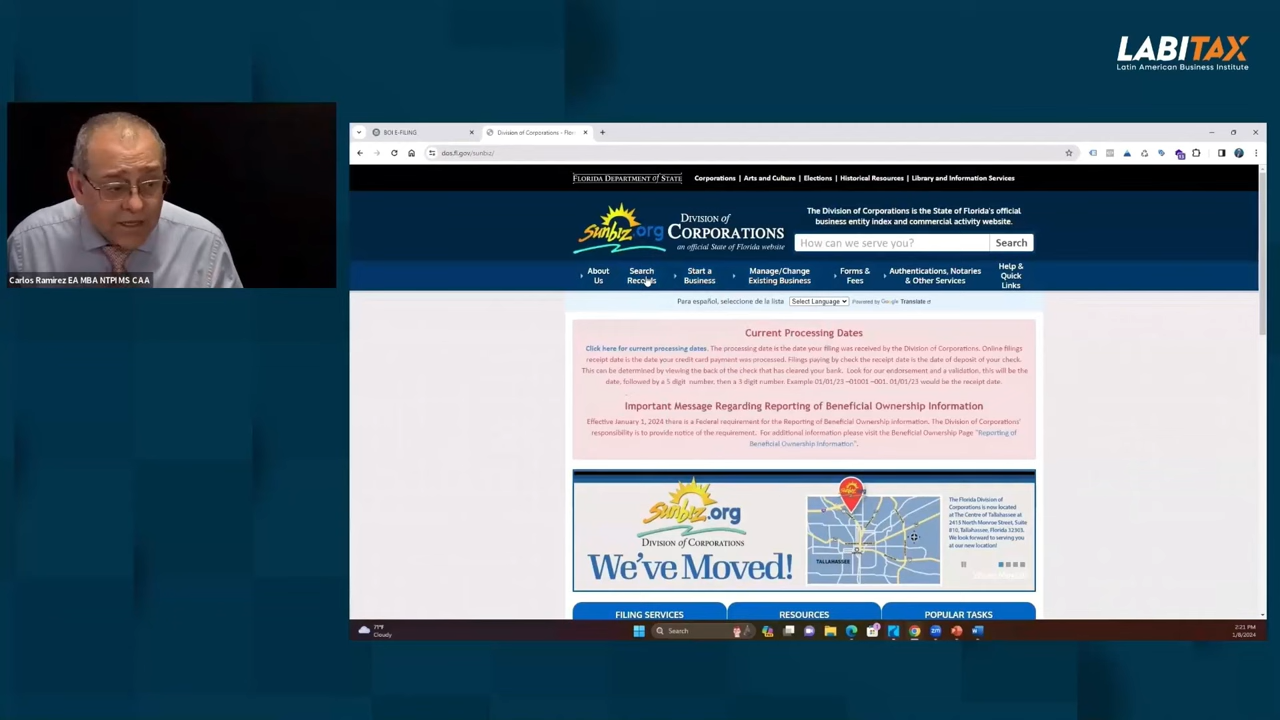 LABITAX
Latin American Business Institute
Carlos Ramirez EA MBA NTPI MS CAA
BOI E-FILING
Division of Corporations - Flor
dos.fl.gov/sunbiz/
FLORIDA DEPARTMENT OF STATE
Corporations | Arts and Culture | Elections | Historical Resources | Library and Information Services
Sunbiz.org
DIVISION of
CORPORATIONS
an official State of Florida website
The Division of Corporations is the State of Florida's official
business entity index and commercial activity website.
How can we serve you?
Search
About
Us
Search
Records
Start a
Business
Manage/Change
Existing Business
Forms &
Fees
Authentications, Notaries
& Other Services
Help &
Quick
Links
Para español, seleccione de la lista
Select Language
Powered by Google Translate
Current Processing Dates
Click here for current processing dates. The processing date is the date your filing was received by the Division of Corporations. Online filings
receipt date is the date your credit card payment was processed. Filings paying by check the receipt date is the date of deposit of your check.
This can be determined by viewing the back of the check that has cleared your bank. Look for our endorsement and a validation, this will be the
date, followed by a 5 digit number, then a 3 digit number. Example 01/01/23 –01001 –001. 01/01/23 would be the receipt date.
Important Message Regarding Reporting of Beneficial Ownership Information
Effective January 1, 2024 there is a Federal requirement for the Reporting of Beneficial Ownership information. The Division of Corporations'
responsibility is to provide notice of the requirement. For additional information please visit the Beneficial Ownership Page "Reporting of
Beneficial Ownership Information".
Sunbiz.org
DIVISION of CORPORATIONS
We've Moved!
TALLAHASSEE
The Florida Division of
Corporations is now located
at The Centre of Tallahassee at
2415 North Monroe Street, Suite
810, Tallahassee, Florida 32303.
We look forward to serving you
at our new location!
FILING SERVICES
RESOURCES
POPULAR TASKS
71°F
Cloudy
Search
2:21 PM
1/8/2024